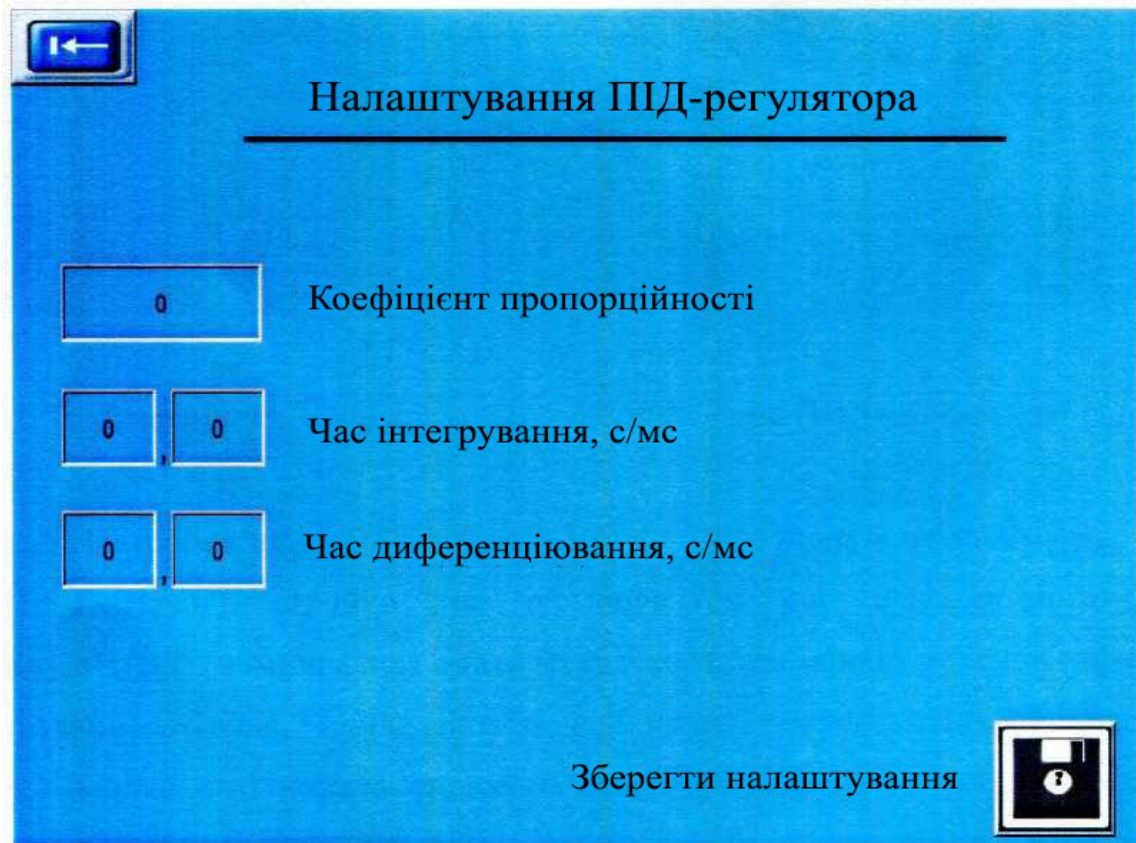 Налаштування ПІД-регулятора
0
Коефіцієнт пропорційності
0 , 0
Час інтегрування, с/мс
0 , 0
Час диференціювання, с/мс
Зберегти налаштування